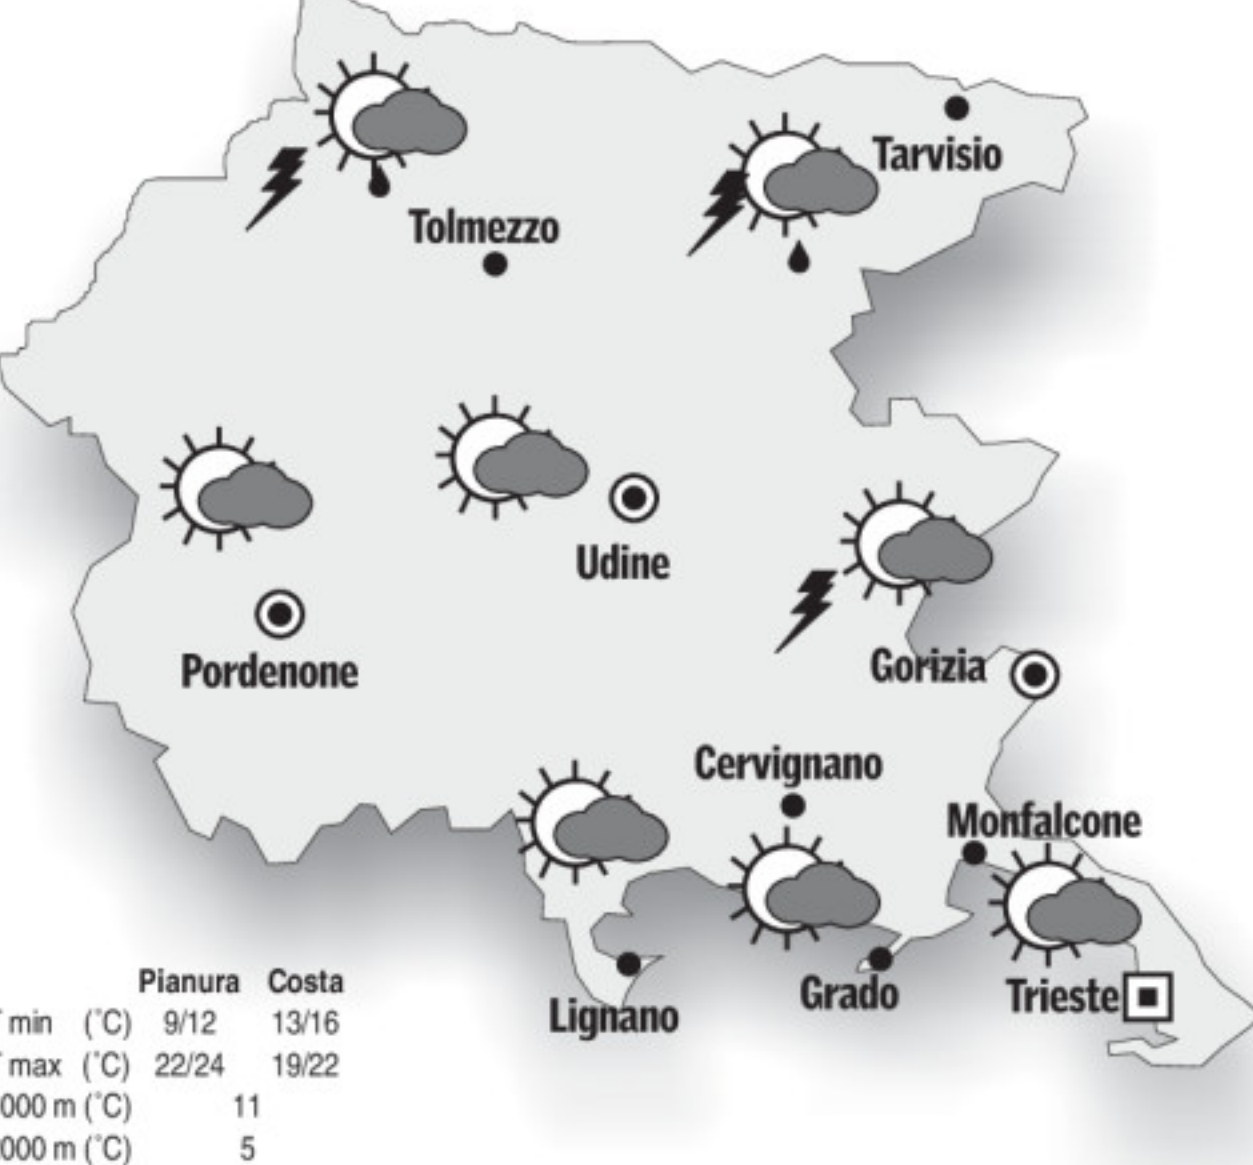 Tarvisio
Tolmezzo
Udine
Pordenone
Gorizia
Cervignano
Monfalcone
Lignano
Grado
Trieste
Pianura Costa
min (°C) 9/12 13/16
max (°C) 22/24 19/22
000 m (°C) 11
000 m (°C) 5